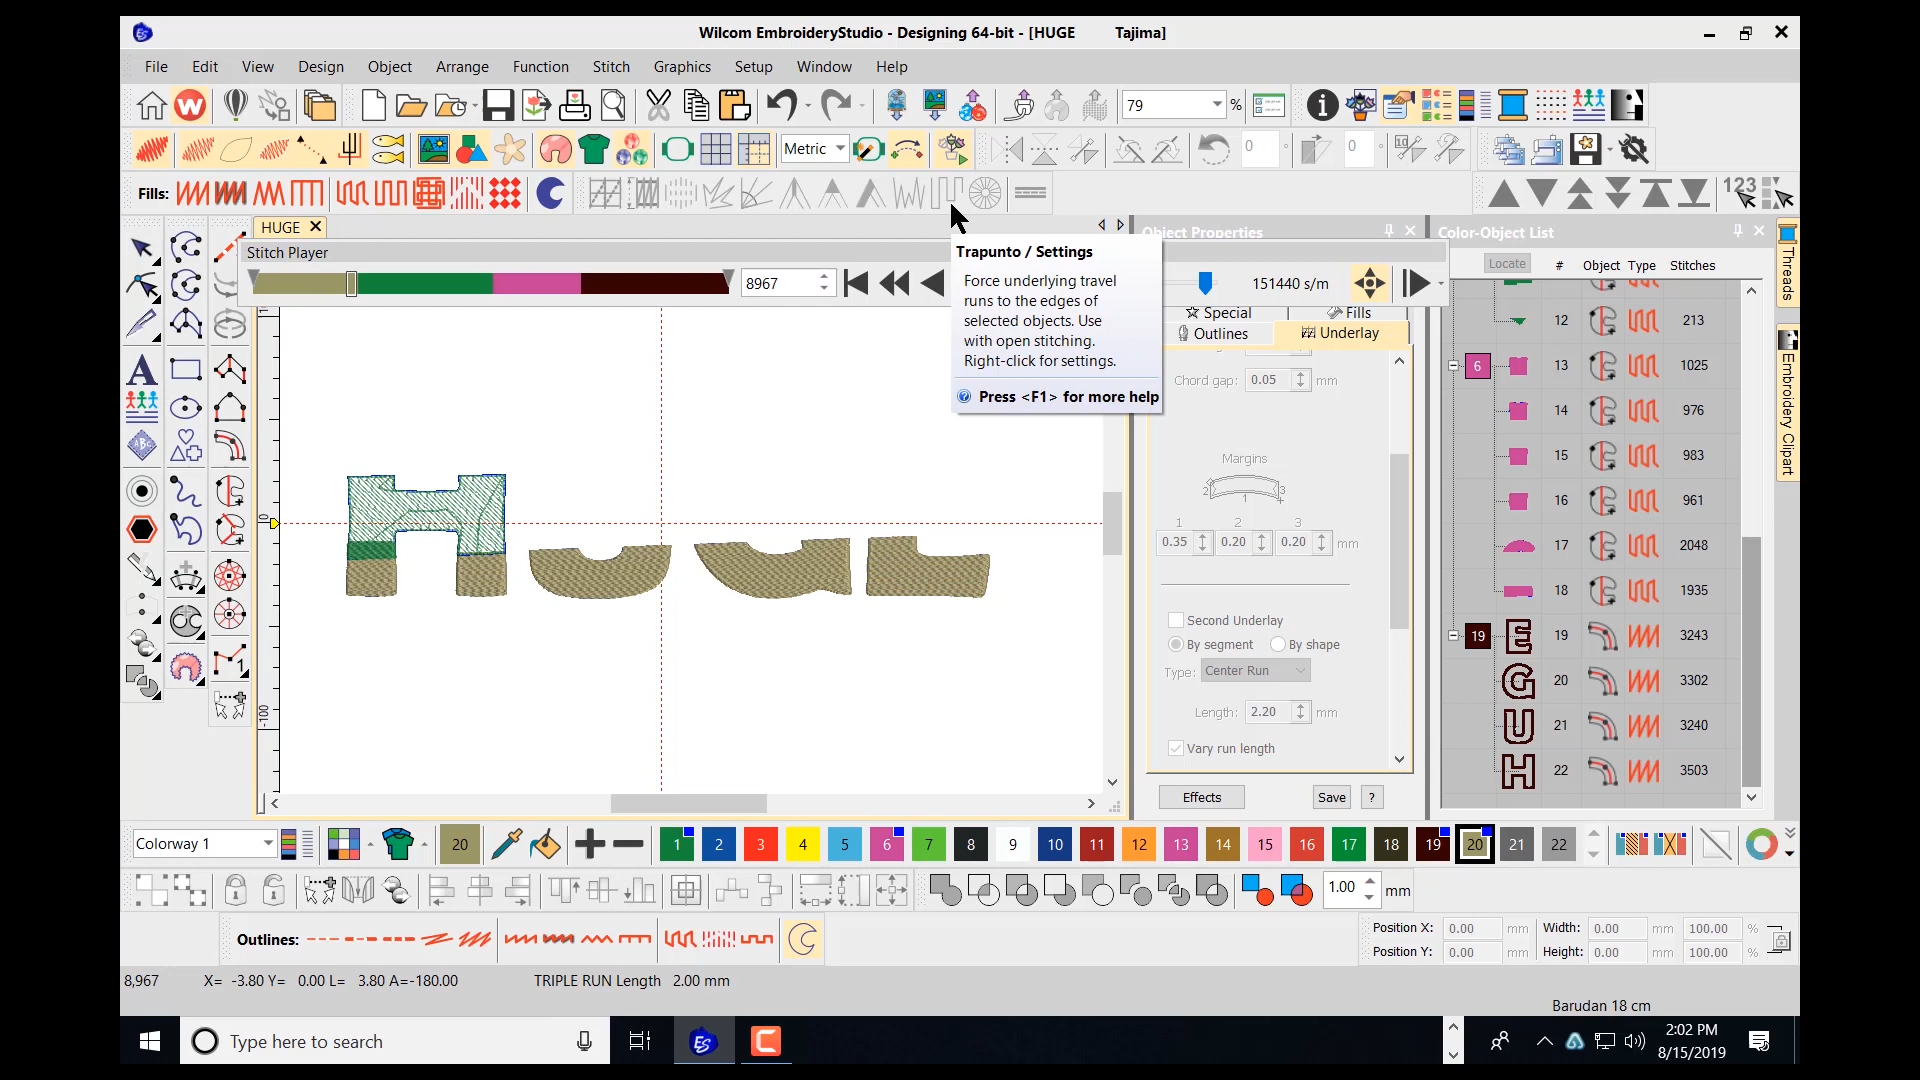 Wilcom EmbroideryStudio - Designing 64-bit - [HUGE Tajima]
File Edit View Design Object Arrange Function Stitch Graphics Setup Window Help
79 %
Metric 0 ° 0 °
Fills: 123
HUGE
Object Properties
Color-Object List
Stitch Player
8967 151440 s/m
Trapunto / Settings
Force underlying travel
runs to the edges of
selected objects. Use
with open stitching.
Right-click for settings.
Press <F1> for more help
Special Fills
Outlines Underlay
Chord gap: 0.05 mm
Margins
2 1 3
1 2 3
0.35 0.20 0.20 mm
Second Underlay
By segment By shape
Type: Center Run
Length: 2.20 mm
Vary run length
Effects Save ?
Locate # Object Type Stitches
12 213
6 13 1025
14 976
15 983
16 961
17 2048
18 1935
19 E 19 3243
G 20 3302
U 21 3240
H 22 3503
Threads
Embroidery Clipart
0
-100
Colorway 1 20 1 2 3 4 5 6 7 8 9 10 11 12 13 14 15 16 17 18 19 20 21 22
1.00 mm
Outlines:
Position X: 0.00 mm Width: 0.00 mm 100.00 %
Position Y: 0.00 mm Height: 0.00 mm 100.00 %
8,967 X= -3.80 Y= 0.00 L= 3.80 A=-180.00 TRIPLE RUN Length 2.00 mm
Barudan 18 cm
Type here to search
2:02 PM
8/15/2019